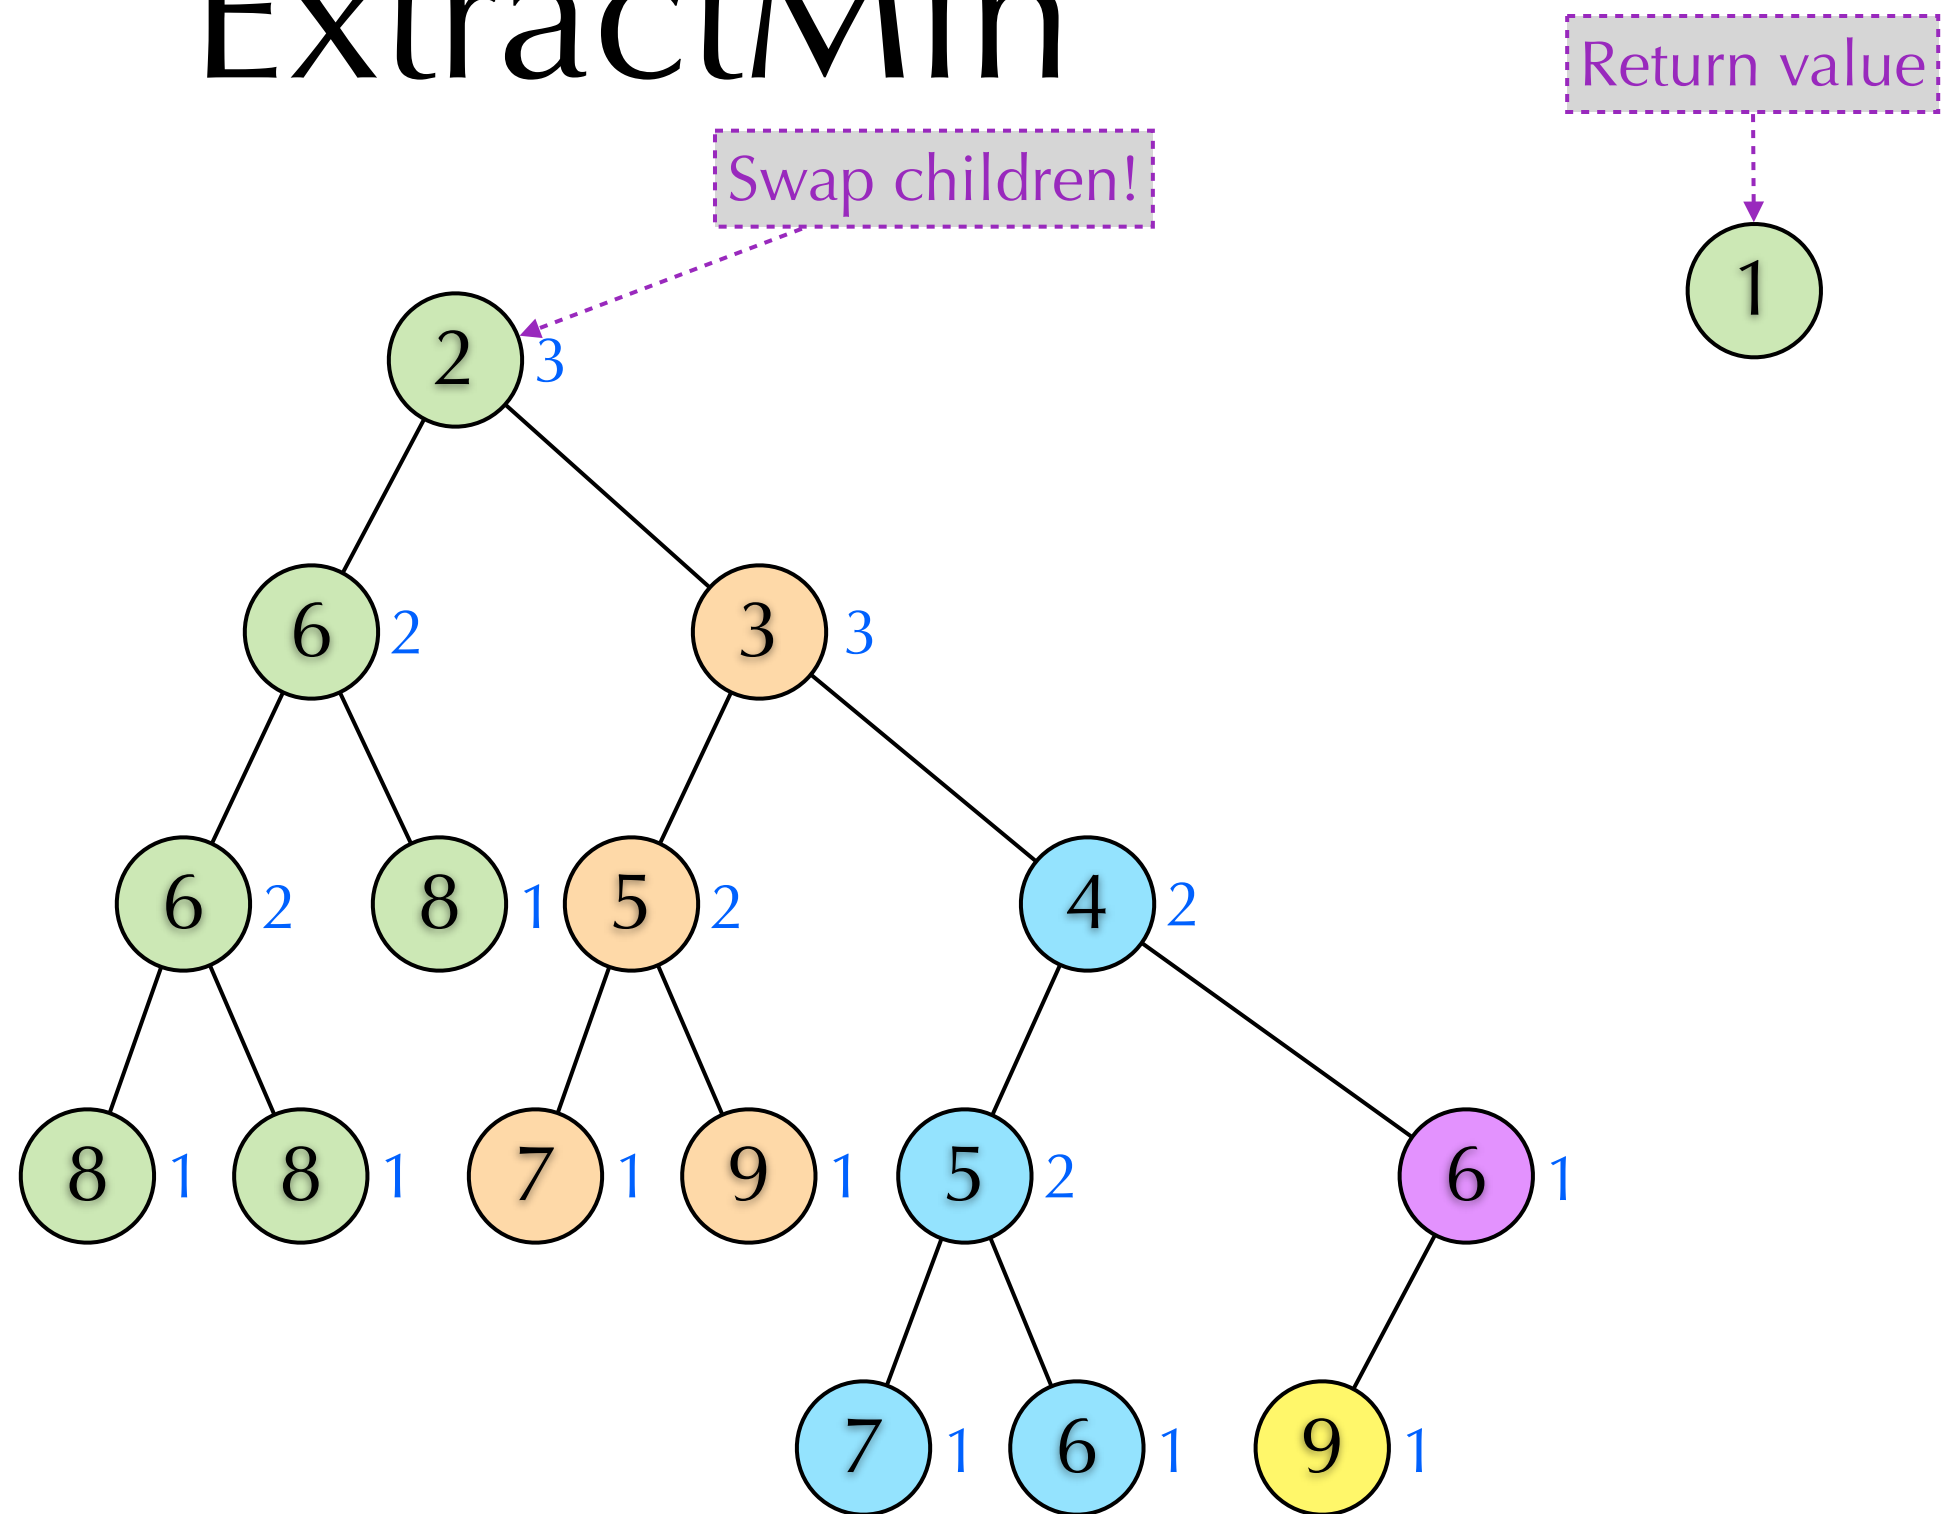 ExtractMin
Return value
Swap children!
1
2 3
6 2 3 3
6 2 8 1 5 2 4 2
8 1 8 1 7 1 9 1 5 2 6 1
7 1 6 1 9 1